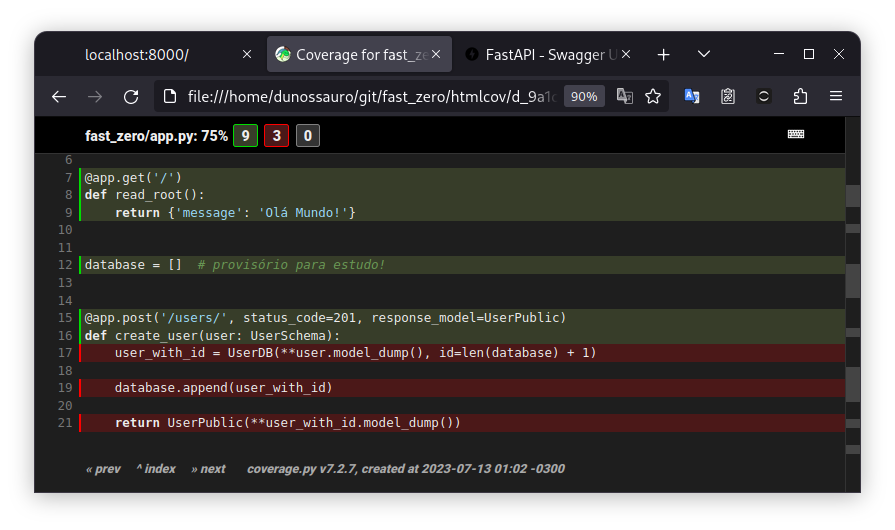 localhost:8000/
Coverage for fast_ze
FastAPI - Swagger U
file:///home/dunossauro/git/fast_zero/htmlcov/d_9a1c
90%
fast_zero/app.py: 75% 9 3 0
6
7 @app.get('/')
8 def read_root():
9     return {'message': 'Olá Mundo!'}
10
11
12 database = []  # provisório para estudo!
13
14
15 @app.post('/users/', status_code=201, response_model=UserPublic)
16 def create_user(user: UserSchema):
17     user_with_id = UserDB(**user.model_dump(), id=len(database) + 1)
18
19     database.append(user_with_id)
20
21     return UserPublic(**user_with_id.model_dump())
« prev ^ index » next coverage.py v7.2.7, created at 2023-07-13 01:02 -0300